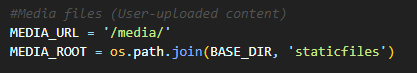 #Media files (User-uploaded content)
MEDIA_URL = '/media/'
MEDIA_ROOT = os.path.join(BASE_DIR, 'staticfiles')